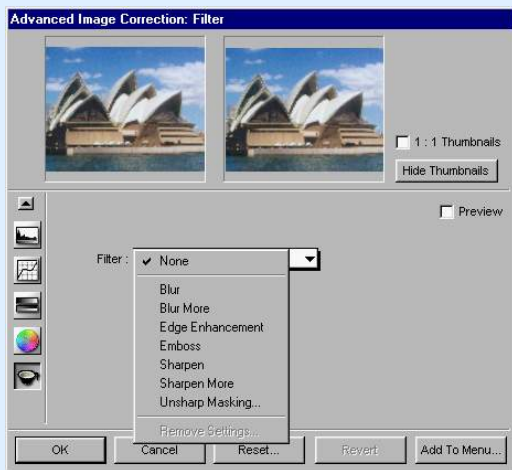 Advanced Image Correction: Filter
1 : 1 Thumbnails
Hide Thumbnails
Preview
Filter :
None
Blur
Blur More
Edge Enhancement
Emboss
Sharpen
Sharpen More
Unsharp Masking...
Remove Settings...
OK Cancel Reset... Revert Add To Menu...